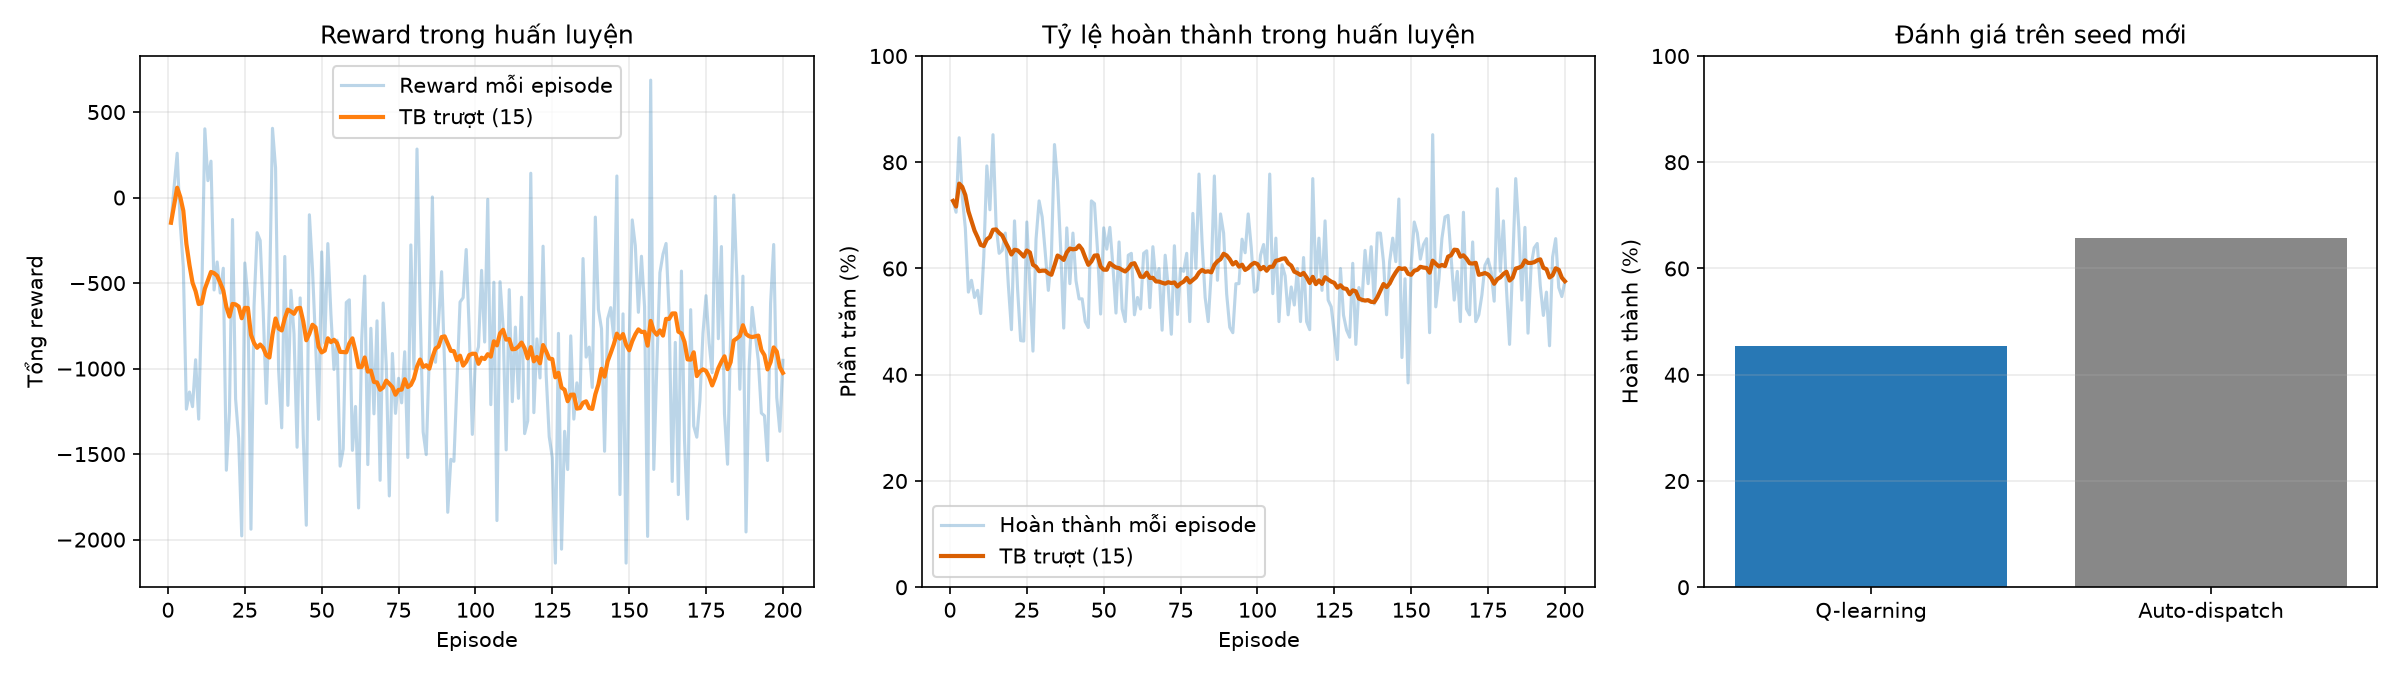 Reward trong huấn luyện
Reward mỗi episode
TB trượt (15)
500
0
−500
−1000
−1500
−2000
Tổng reward
0 25 50 75 100 125 150 175 200
Episode
Tỷ lệ hoàn thành trong huấn luyện
100
80
60
40
20
0
Phần trăm (%)
Hoàn thành mỗi episode
TB trượt (15)
0 25 50 75 100 125 150 175 200
Episode
Đánh giá trên seed mới
100
80
60
40
20
0
Hoàn thành (%)
Q-learning
Auto-dispatch